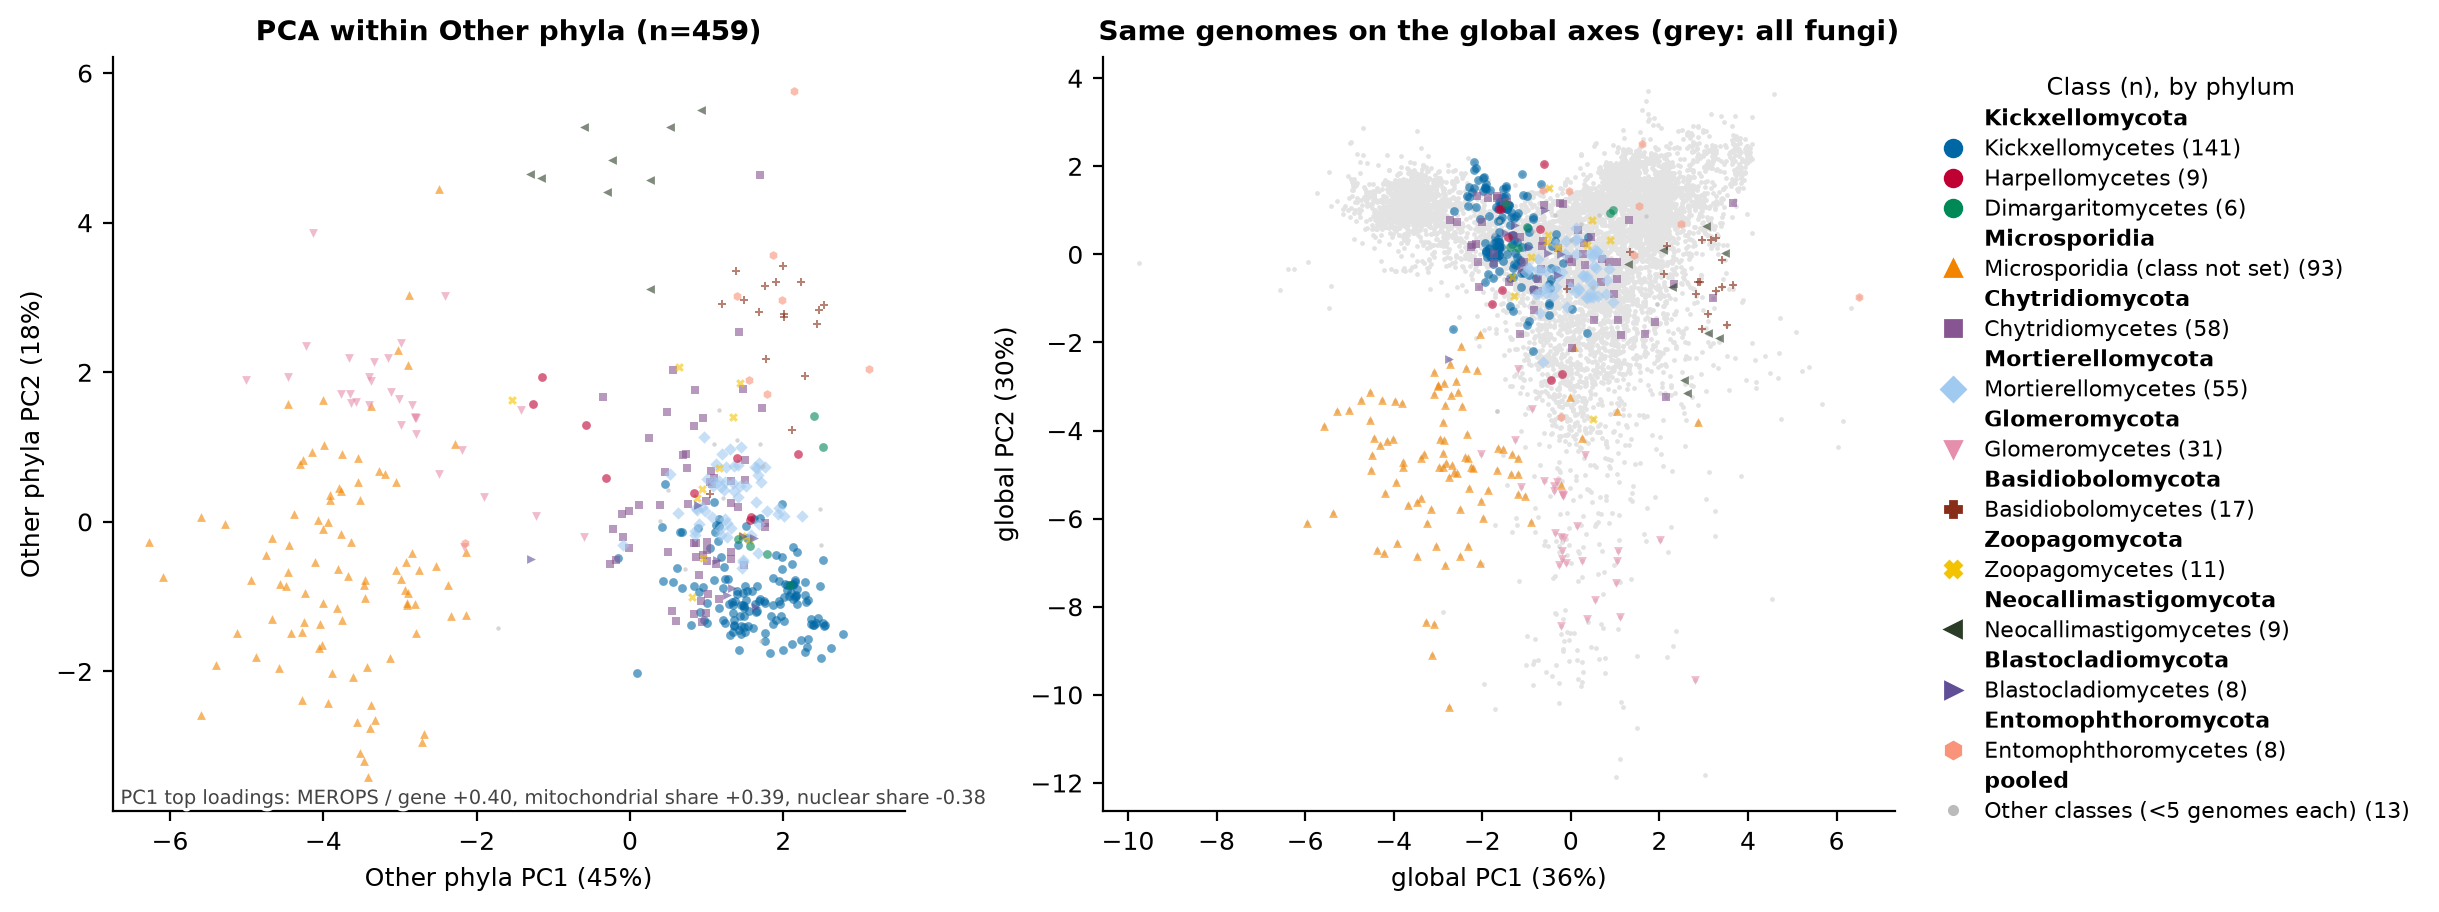 PCA within Other phyla (n=459)
Other phyla PC2 (18%)
6
4
2
0
−2
PC1 top loadings: MEROPS / gene +0.40, mitochondrial share +0.39, nuclear share -0.38
−6
−4
−2
0
2
Other phyla PC1 (45%)
Same genomes on the global axes (grey: all fungi)
global PC2 (30%)
4
2
0
−2
−4
−6
−8
−10
−12
−10
−8
−6
−4
−2
0
2
4
6
global PC1 (36%)
Class (n), by phylum
Kickxellomycota
Kickxellomycetes (141)
Harpellomycetes (9)
Dimargaritomycetes (6)
Microsporidia
Microsporidia (class not set) (93)
Chytridiomycota
Chytridiomycetes (58)
Mortierellomycota
Mortierellomycetes (55)
Glomeromycota
Glomeromycetes (31)
Basidiobolomycota
Basidiobolomycetes (17)
Zoopagomycota
Zoopagomycetes (11)
Neocallimastigomycota
Neocallimastigomycetes (9)
Blastocladiomycota
Blastocladiomycetes (8)
Entomophthoromycota
Entomophthoromycetes (8)
pooled
Other classes (<5 genomes each) (13)